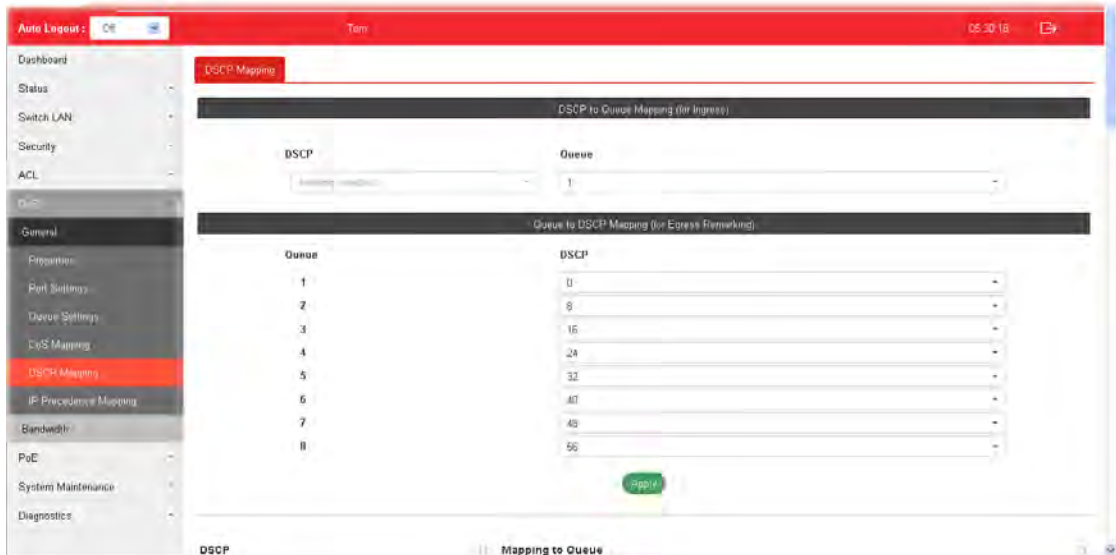 Auto Logout : Off
Tom
05:30:18
Dashboard
Status
Switch LAN
Security
ACL
QoS
General
Properties
Port Settings
Queue Settings
CoS Mapping
DSCP Mapping
IP Precedence Mapping
Bandwidth
PoE
System Maintenance
Diagnostics
DSCP Mapping
DSCP to Queue Mapping (for Ingress)
DSCP Queue
1
Queue to DSCP Mapping (for Egress Remarking)
Queue DSCP
1 0
2 8
3 16
4 24
5 32
6 40
7 48
8 56
Apply
DSCP Mapping to Queue